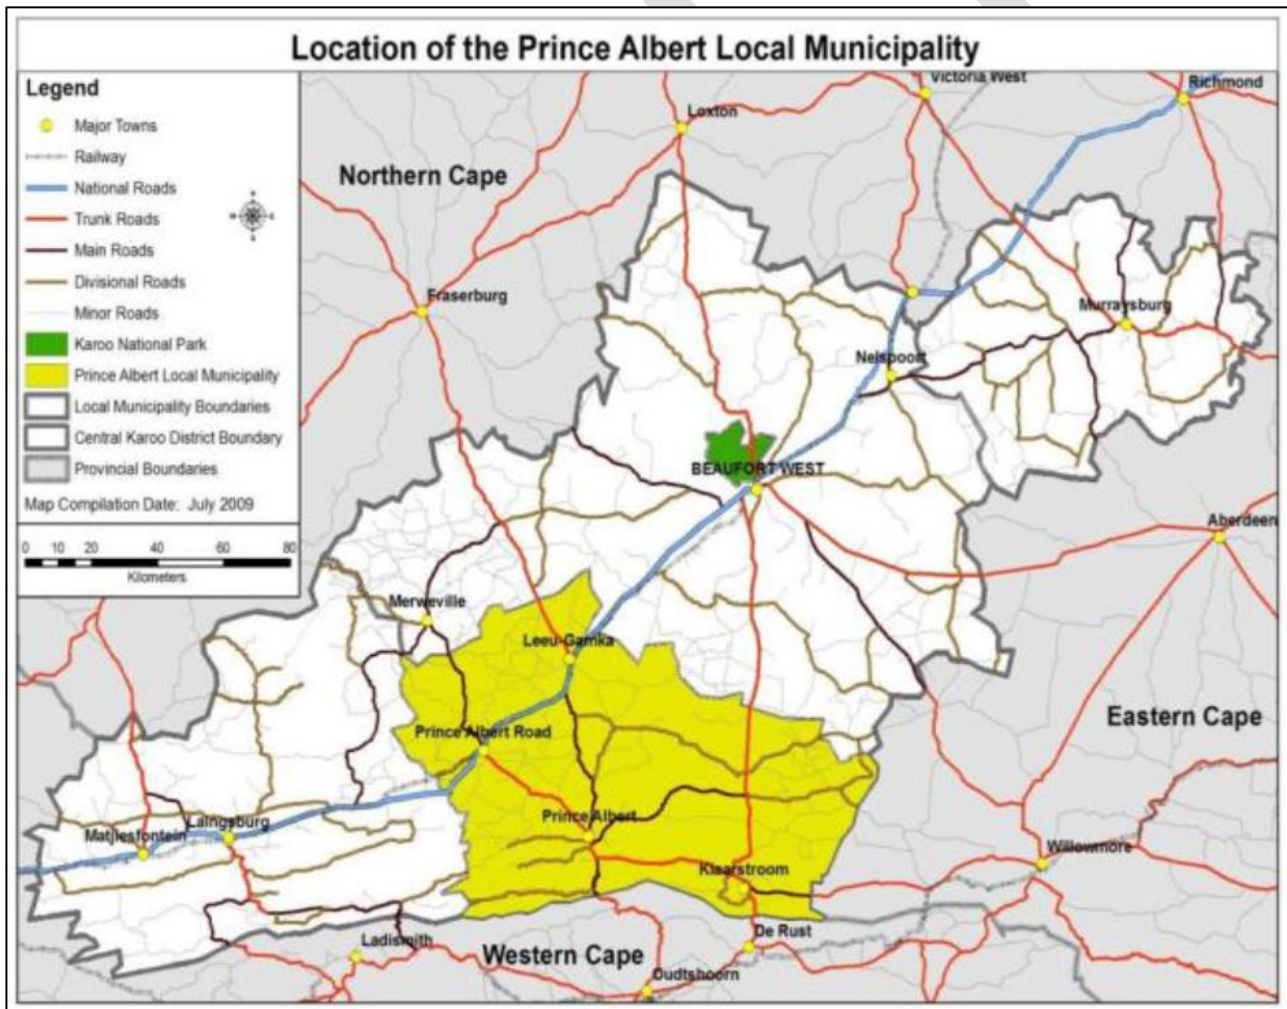 Location of the Prince Albert Local Municipality
Legend
Major Towns
Railway
National Roads
Trunk Roads
Main Roads
Divisional Roads
Minor Roads
Karoo National Park
Prince Albert Local Municipality
Local Municipality Boundaries
Central Karoo District Boundary
Provincial Boundaries
Map Compilation Date: July 2009
0 10 20 40 60 80
Kilometers
Victoria West
Richmond
Loxton
Northern Cape
Fraserburg
Murraysburg
Nelspoort
BEAUFORT WEST
Aberdeen
Merweville
Leeu-Gamka
Eastern Cape
Prince Albert Road
Prince Albert
Laingsburg
Matjiesfontein
Willowmore
Klaarstroom
De Rust
Ladismith
Western Cape
Oudtshoorn